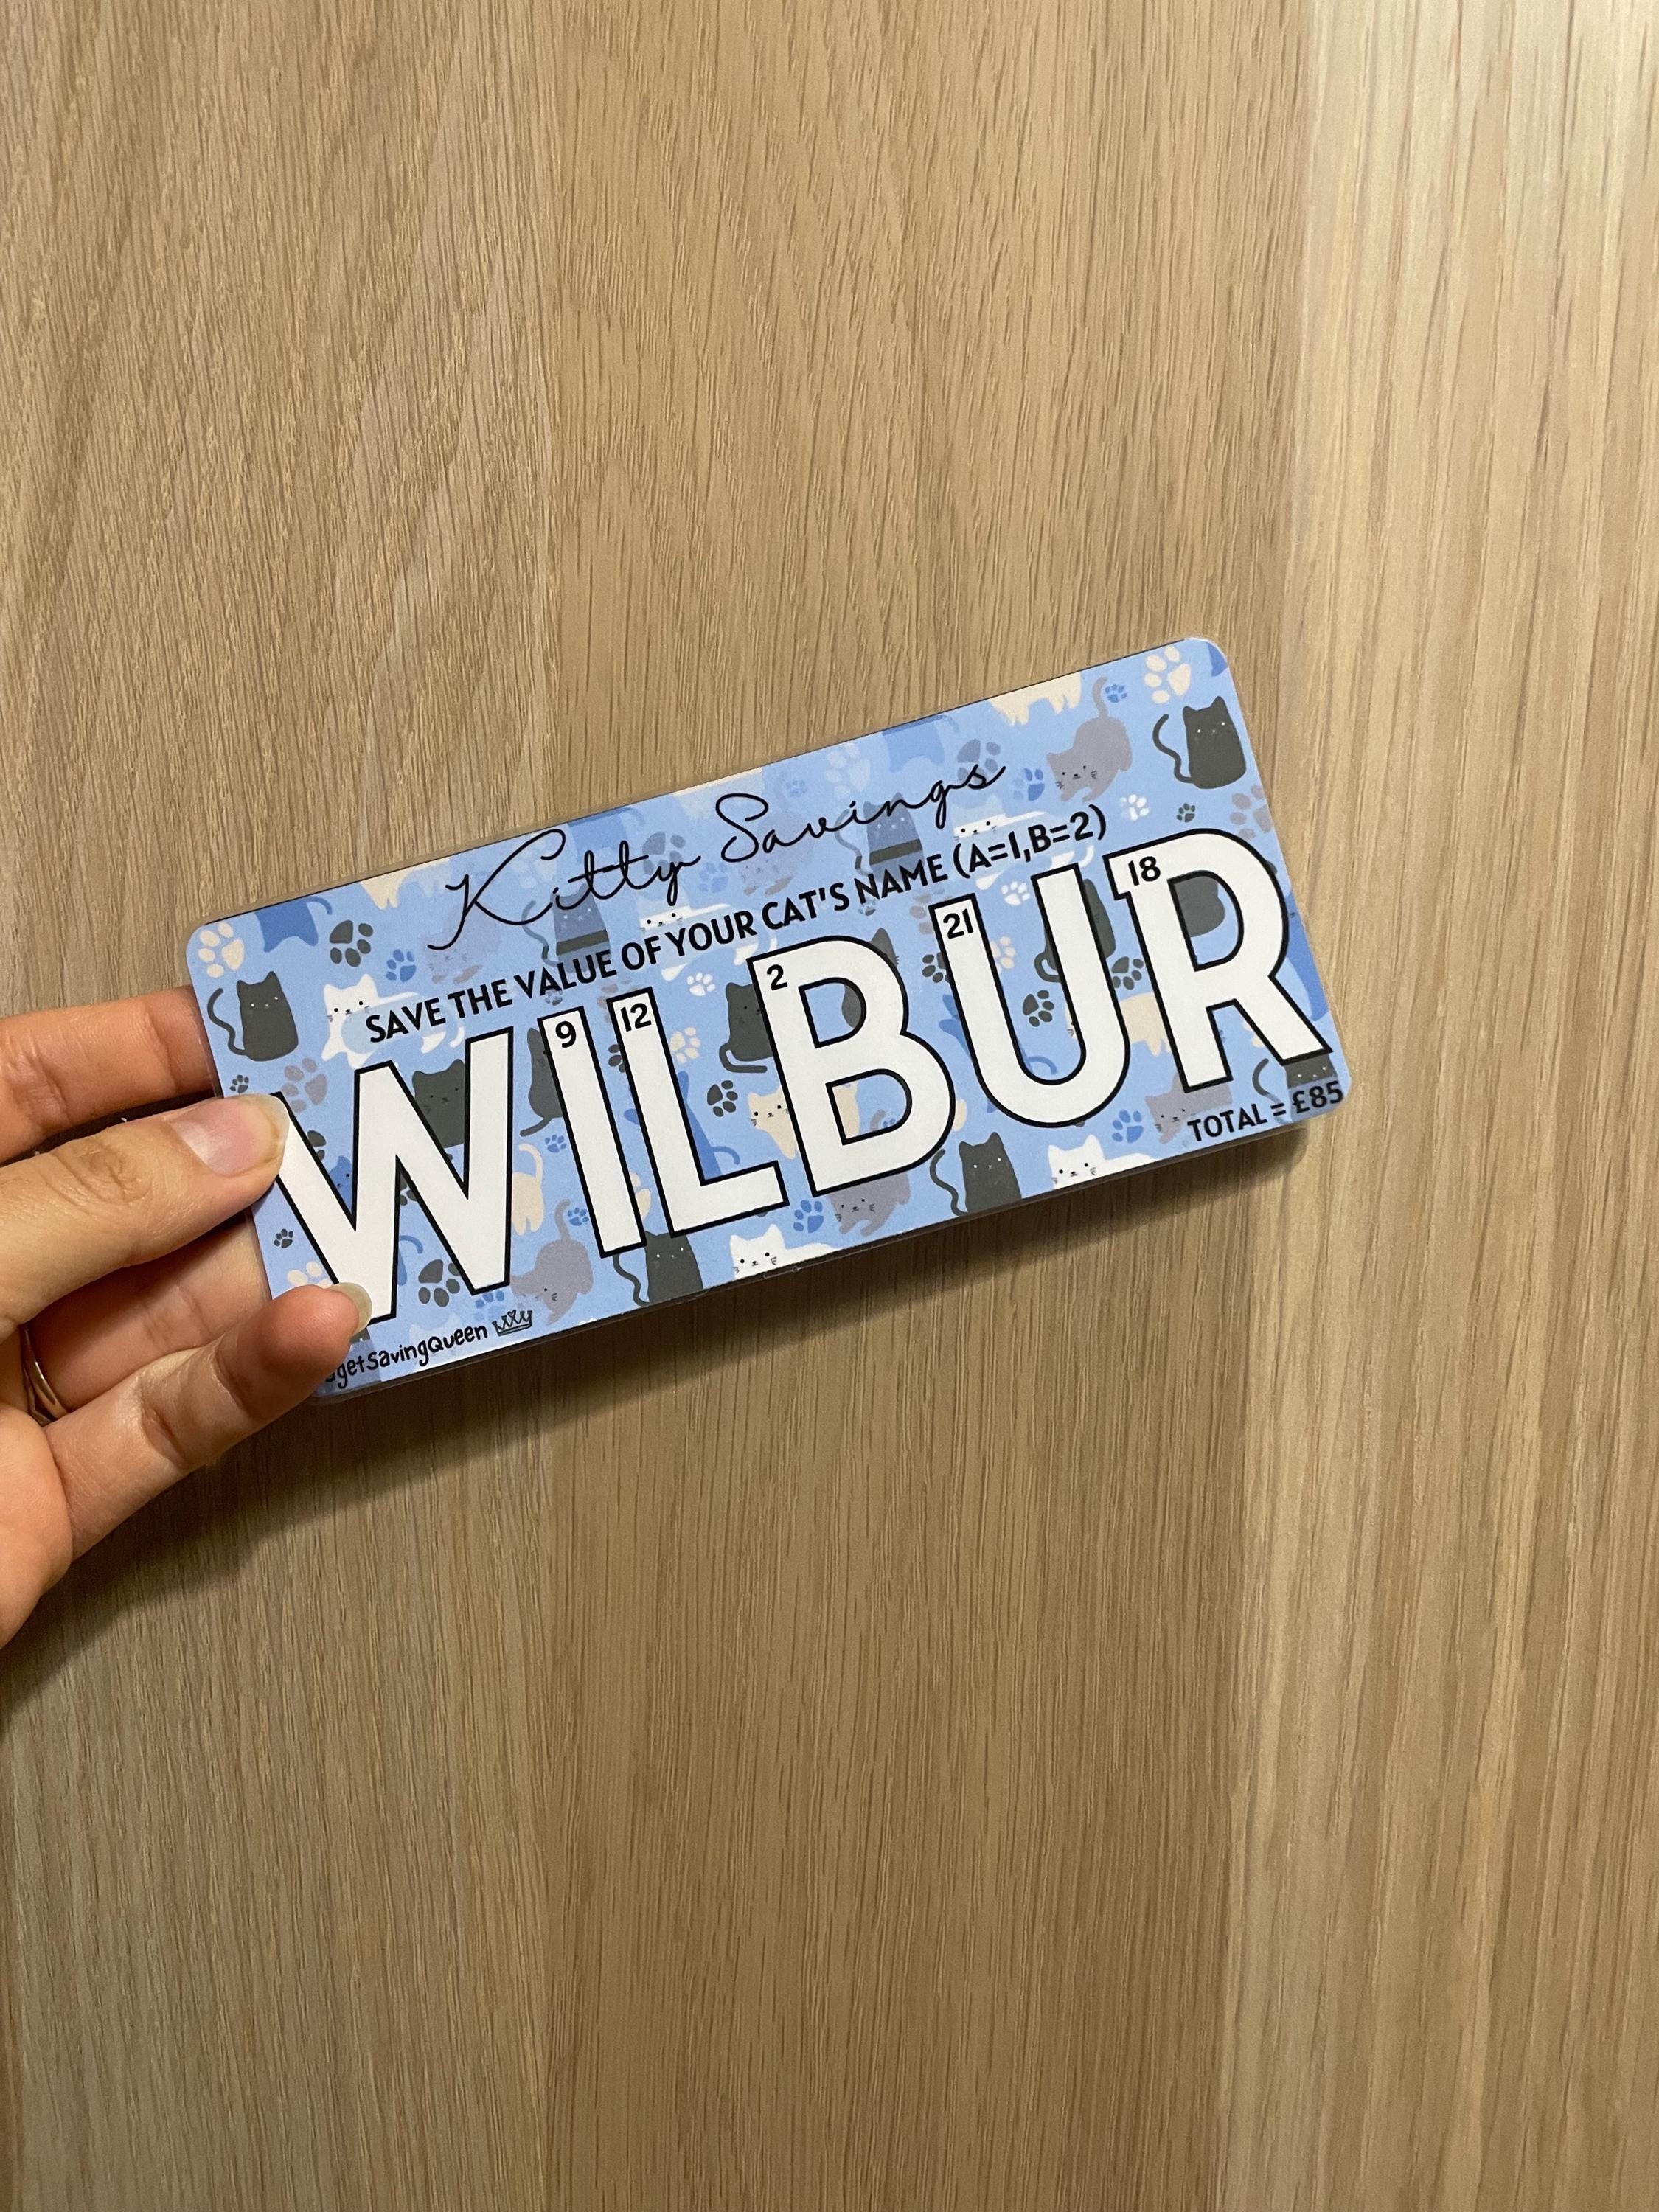 Kitty Savings
SAVE THE VALUE OF YOUR CAT'S NAME (A=1,B=2)
9 12 2 21 18
WILBUR
TOTAL = £85